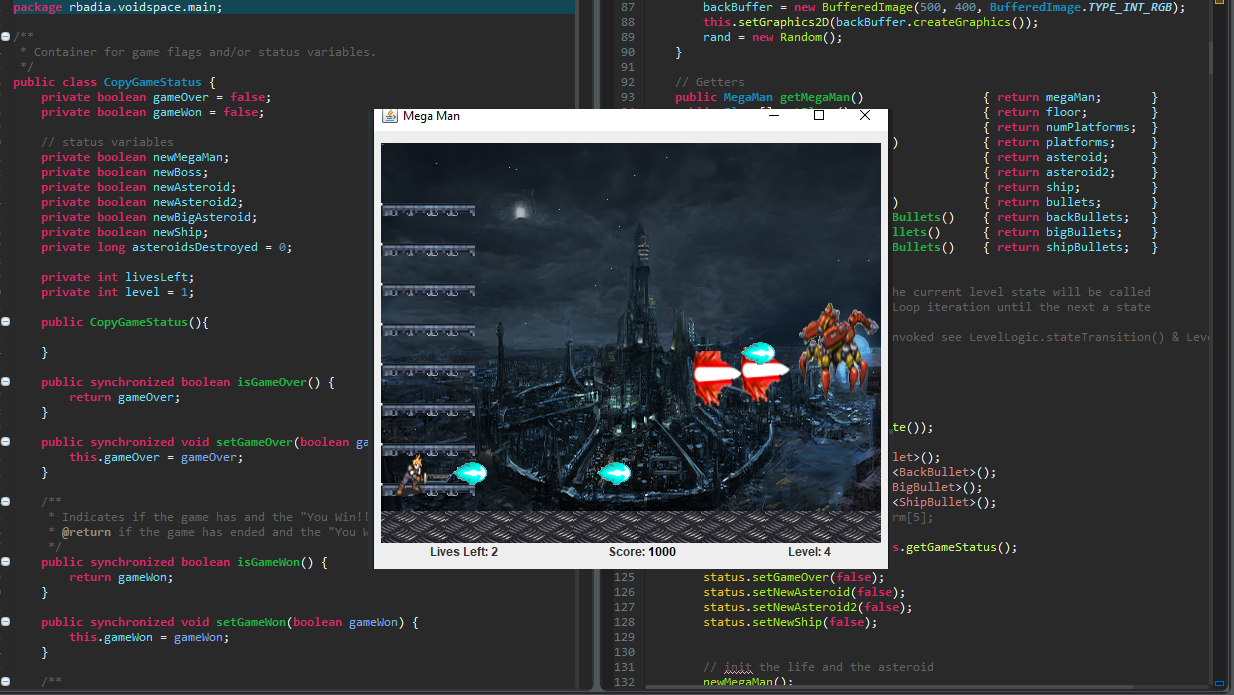 package rbadia.voidspace.main;
/**
* Container for game flags and/or status variables.
*/
public class CopyGameStatus {
private boolean gameOver = false;
private boolean gameWon = false;
// status variables
private boolean newMegaMan;
private boolean newBoss;
private boolean newAsteroid;
private boolean newAsteroid2;
private boolean newBigAsteroid;
private boolean newShip;
private long asteroidsDestroyed = 0;
private int livesLeft;
private int level = 1;
public CopyGameStatus(){
}
public synchronized boolean isGameOver() {
return gameOver;
}
public synchronized void setGameOver(boolean ga
this.gameOver = gameOver;
}
/**
* Indicates if the game has and the "You Win!!
* @return if the game has ended and the "You W
*/
public synchronized boolean isGameWon() {
return gameWon;
}
public synchronized void setGameWon(boolean gameWon) {
this.gameWon = gameWon;
}
/**
Mega Man
Lives Left: 2 Score: 1000 Level: 4
87 backBuffer = new BufferedImage(500, 400, BufferedImage.TYPE_INT_RGB);
88 this.setGraphics2D(backBuffer.createGraphics());
89 rand = new Random();
90 }
91
92 // Getters
93 public MegaMan getMegaMan() { return megaMan; }
{ return floor; }
{ return numPlatforms; }
) { return platforms; }
{ return asteroid; }
{ return asteroid2; }
{ return ship; }
) { return bullets; }
Bullets() { return backBullets; }
llets() { return bigBullets; }
Bullets() { return shipBullets; }
he current level state will be called
Loop iteration until the next a state
nvoked see LevelLogic.stateTransition() & Leve
te());
let>();
<BackBullet>();
BigBullet>();
<ShipBullet>();
rm[5];
s.getGameStatus();
125 status.setGameOver(false);
126 status.setNewAsteroid(false);
127 status.setNewAsteroid2(false);
128 status.setNewShip(false);
129
130
131 // init the life and the asteroid
132 newMegaMan();